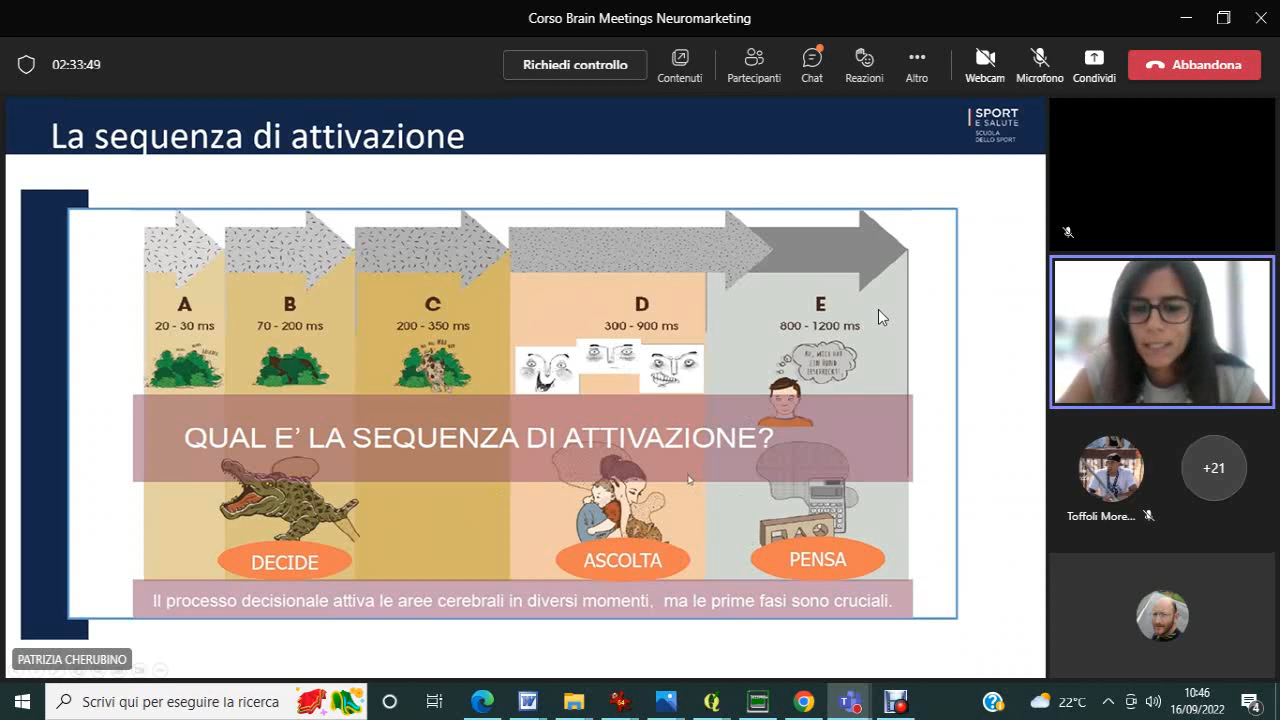 Corso Brain Meetings Neuromarketing
02:33:49
Richiedi controllo
Contenuti
Partecipanti
Chat
Reazioni
Altro
Webcam
Microfono
Condividi
Abbandona
La sequenza di attivazione
SPORT
E SALUTE
SCUOLA
DELLO SPORT
A
20 - 30 ms
B
70 - 200 ms
C
200 - 350 ms
D
300 - 900 ms
E
800 - 1200 ms
QUAL E' LA SEQUENZA DI ATTIVAZIONE?
DECIDE
ASCOLTA
PENSA
Il processo decisionale attiva le aree cerebrali in diversi momenti, ma le prime fasi sono cruciali.
PATRIZIA CHERUBINO
Toffoli More...
+21
Scrivi qui per eseguire la ricerca
22°C
10:46
16/09/2022
4